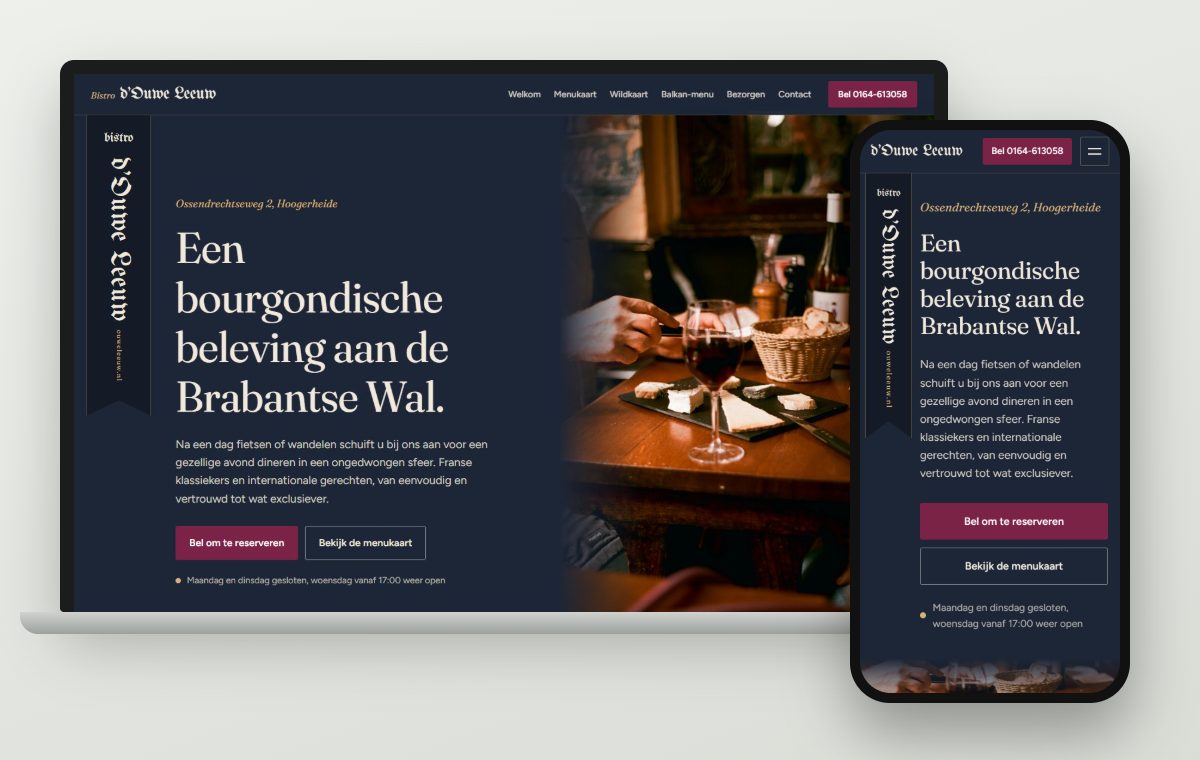 Bistro d'Ouwe Leeuw
Welkom Menukaart Wildkaart Balkan-menu Bezorgen Contact Bel 0164-613058
bistro
d'Ouwe Leeuw
ouweleeuw.nl
Ossendrechtseweg 2, Hoogerheide
Een
bourgondische
beleving aan de
Brabantse Wal.
Na een dag fietsen of wandelen schuift u bij ons aan voor een
gezellige avond dineren in een ongedwongen sfeer. Franse
klassiekers en internationale gerechten, van eenvoudig en
vertrouwd tot wat exclusiever.
Bel om te reserveren Bekijk de menukaart
Maandag en dinsdag gesloten, woensdag vanaf 17:00 weer open
d'Ouwe Leeuw Bel 0164-613058
bistro
d'Ouwe Leeuw
ouweleeuw.nl
Ossendrechtseweg 2, Hoogerheide
Een
bourgondische
beleving aan de
Brabantse Wal.
Na een dag fietsen of wandelen
schuift u bij ons aan voor een
gezellige avond dineren in een
ongedwongen sfeer. Franse
klassiekers en internationale
gerechten, van eenvoudig en
vertrouwd tot wat exclusiever.
Bel om te reserveren
Bekijk de menukaart
Maandag en dinsdag gesloten,
woensdag vanaf 17:00 weer open